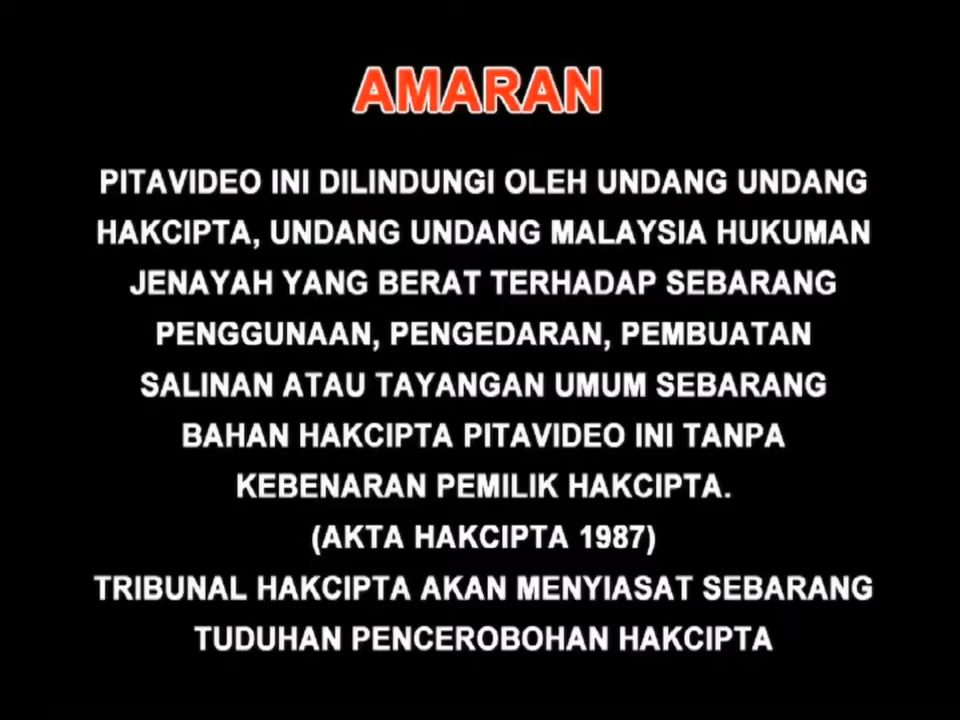 AMARAN
PITAVIDEO INI DILINDUNGI OLEH UNDANG UNDANG
HAKCIPTA, UNDANG UNDANG MALAYSIA HUKUMAN
JENAYAH YANG BERAT TERHADAP SEBARANG
PENGGUNAAN, PENGEDARAN, PEMBUATAN
SALINAN ATAU TAYANGAN UMUM SEBARANG
BAHAN HAKCIPTA PITAVIDEO INI TANPA
KEBENARAN PEMILIK HAKCIPTA.
(AKTA HAKCIPTA 1987)
TRIBUNAL HAKCIPTA AKAN MENYIASAT SEBARANG
TUDUHAN PENCEROBOHAN HAKCIPTA